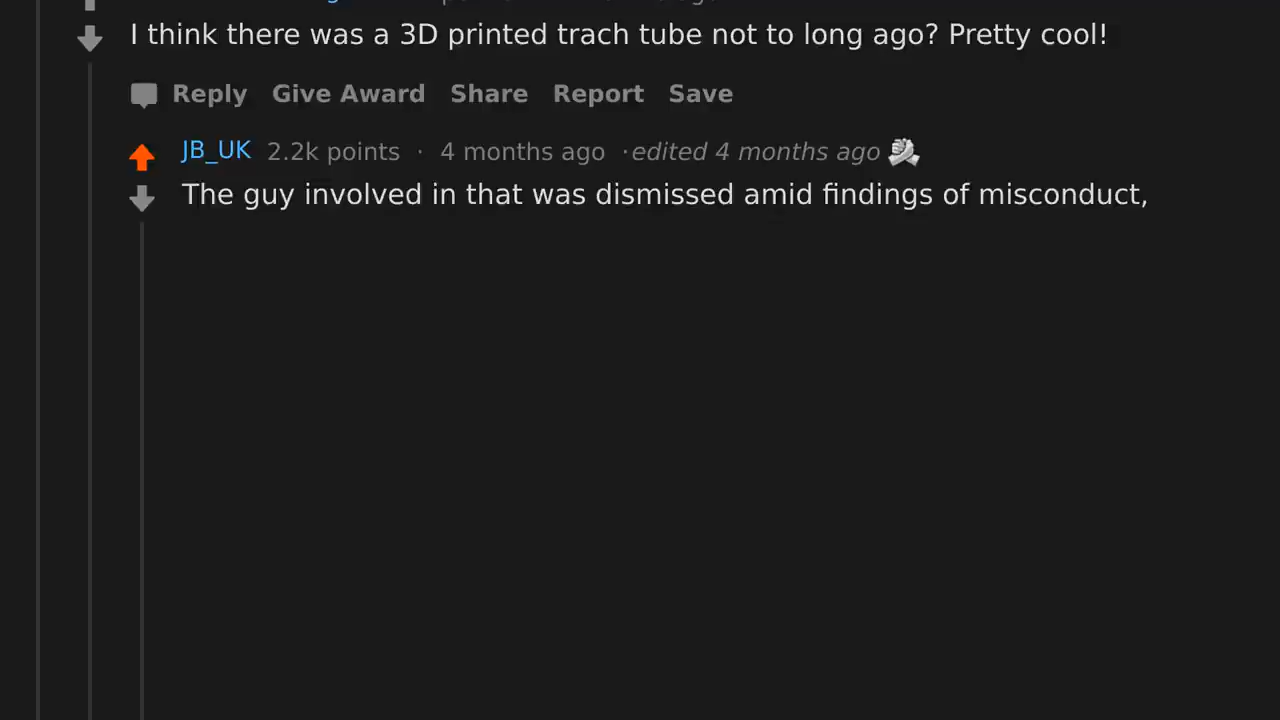 I think there was a 3D printed trach tube not to long ago? Pretty cool!
Reply Give Award Share Report Save
JB_UK 2.2k points · 4 months ago · edited 4 months ago
The guy involved in that was dismissed amid findings of misconduct,